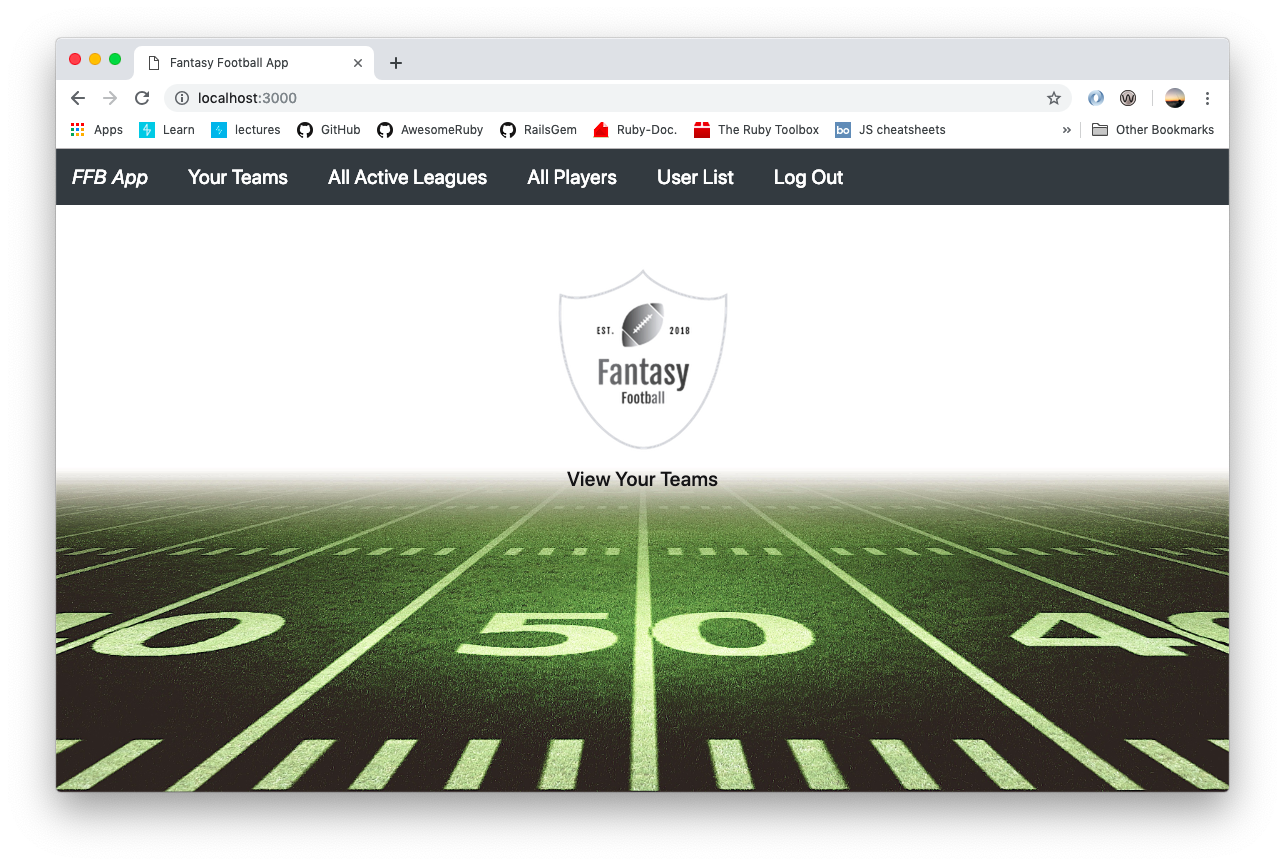 Fantasy Football App
localhost:3000
Apps Learn lectures GitHub AwesomeRuby RailsGem Ruby-Doc. The Ruby Toolbox JS cheatsheets » Other Bookmarks
FFB App Your Teams All Active Leagues All Players User List Log Out
EST. 2018
Fantasy
Football
View Your Teams
0 50 40